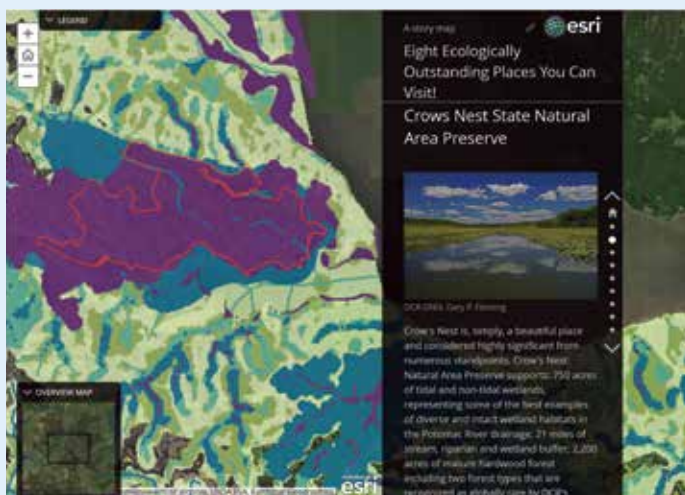 LEGEND
A story map
esri
Eight Ecologically
Outstanding Places You Can
Visit!
Crows Nest State Natural
Area Preserve
Crow's Nest is, simply, a beautiful place
and considered highly significant from
numerous standpoints. Crow's Nest
Natural Area Preserve supports: 750 acres
of tidal and non-tidal wetlands,
representing some of the best examples
of diverse and intact wetland habitats in
the Potomac River drainage; 21 miles of
stream, riparian and wetland buffer; 2,200
acres of mature hardwood forest
including two forest types that are
OVERVIEW MAP
esri